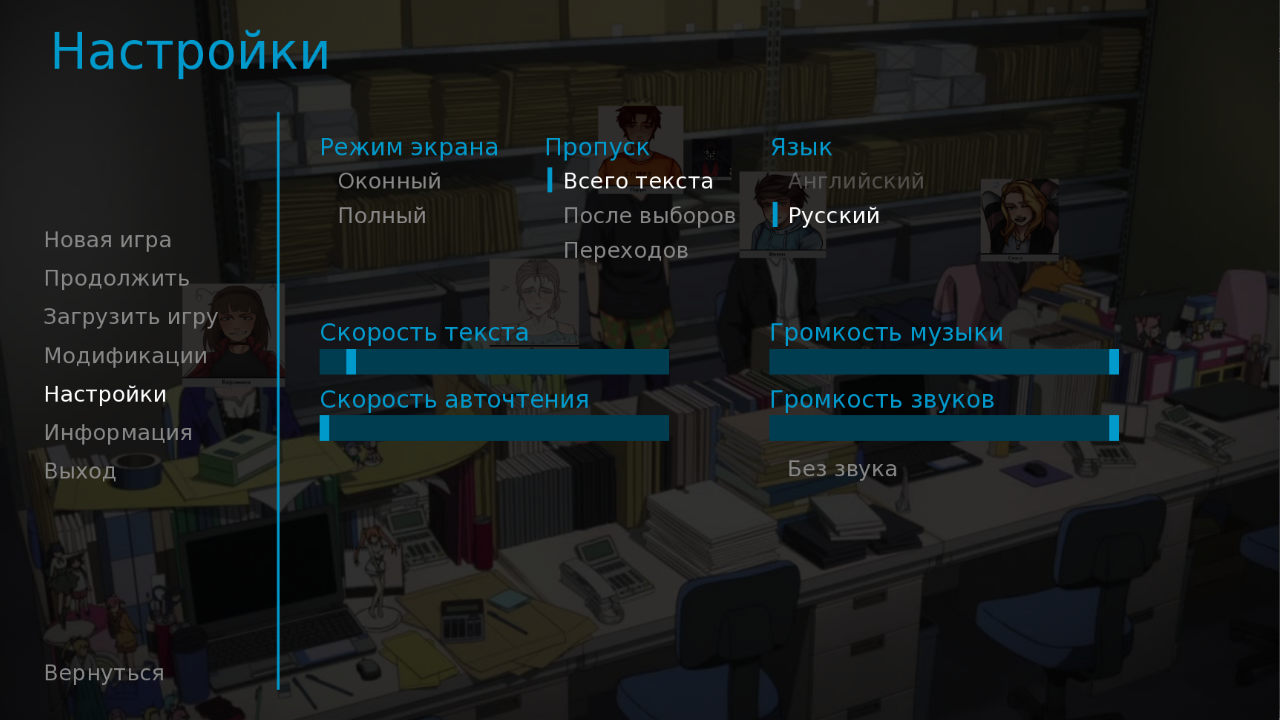 Настройки
Новая игра
Продолжить
Загрузить игру
Модификации
Настройки
Информация
Выход
Вернуться
Режим экрана
Оконный
Полный
Пропуск
Всего текста
После выборов
Переходов
Язык
Английский
Русский
Скорость текста
Скорость авточтения
Громкость музыки
Громкость звуков
Без звука